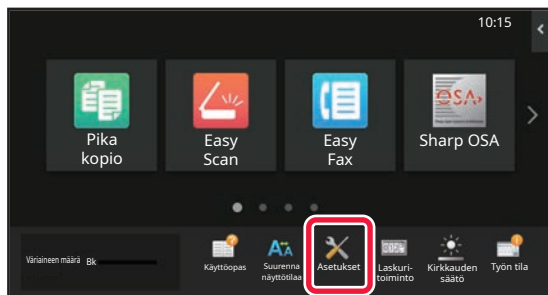 10:15
Pika
kopio
Easy
Scan
Easy
Fax
OSA
Sharp OSA
Väriaineen määrä Bk
Käyttöopas
Suurenna
näyttötilaa
Asetukset
Laskuri-
toiminto
Kirkkauden
säätö
Työn tila